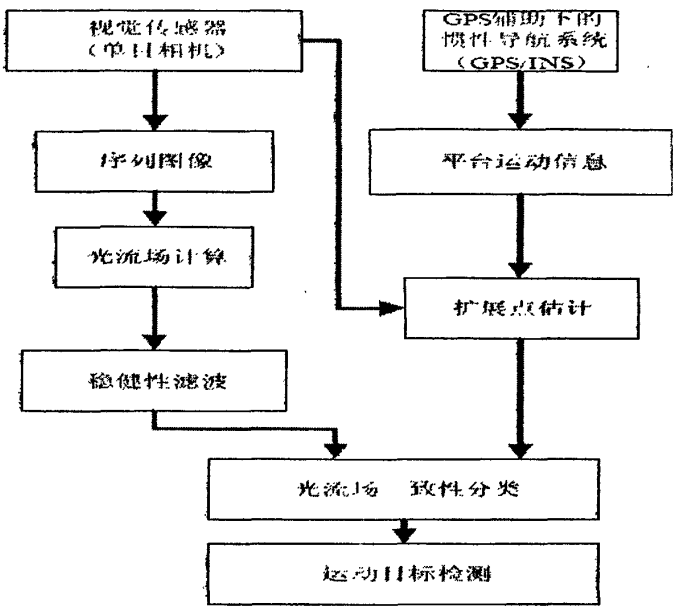 视觉传感器
（单目相机）
GPS辅助下的
惯性导航系统
（GPS/INS）
序列图像
平台运动信息
光流场计算
扩展点估计
稳健性滤波
光流场 致性分类
运动目标检测